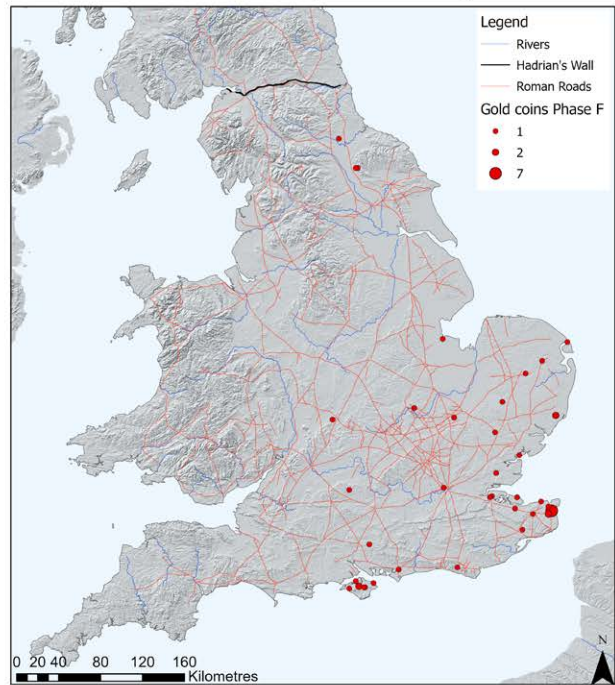 Legend
Rivers
Hadrian's Wall
Roman Roads
Gold coins Phase F
1
2
7
0 20 40 80 120 160
Kilometres
N